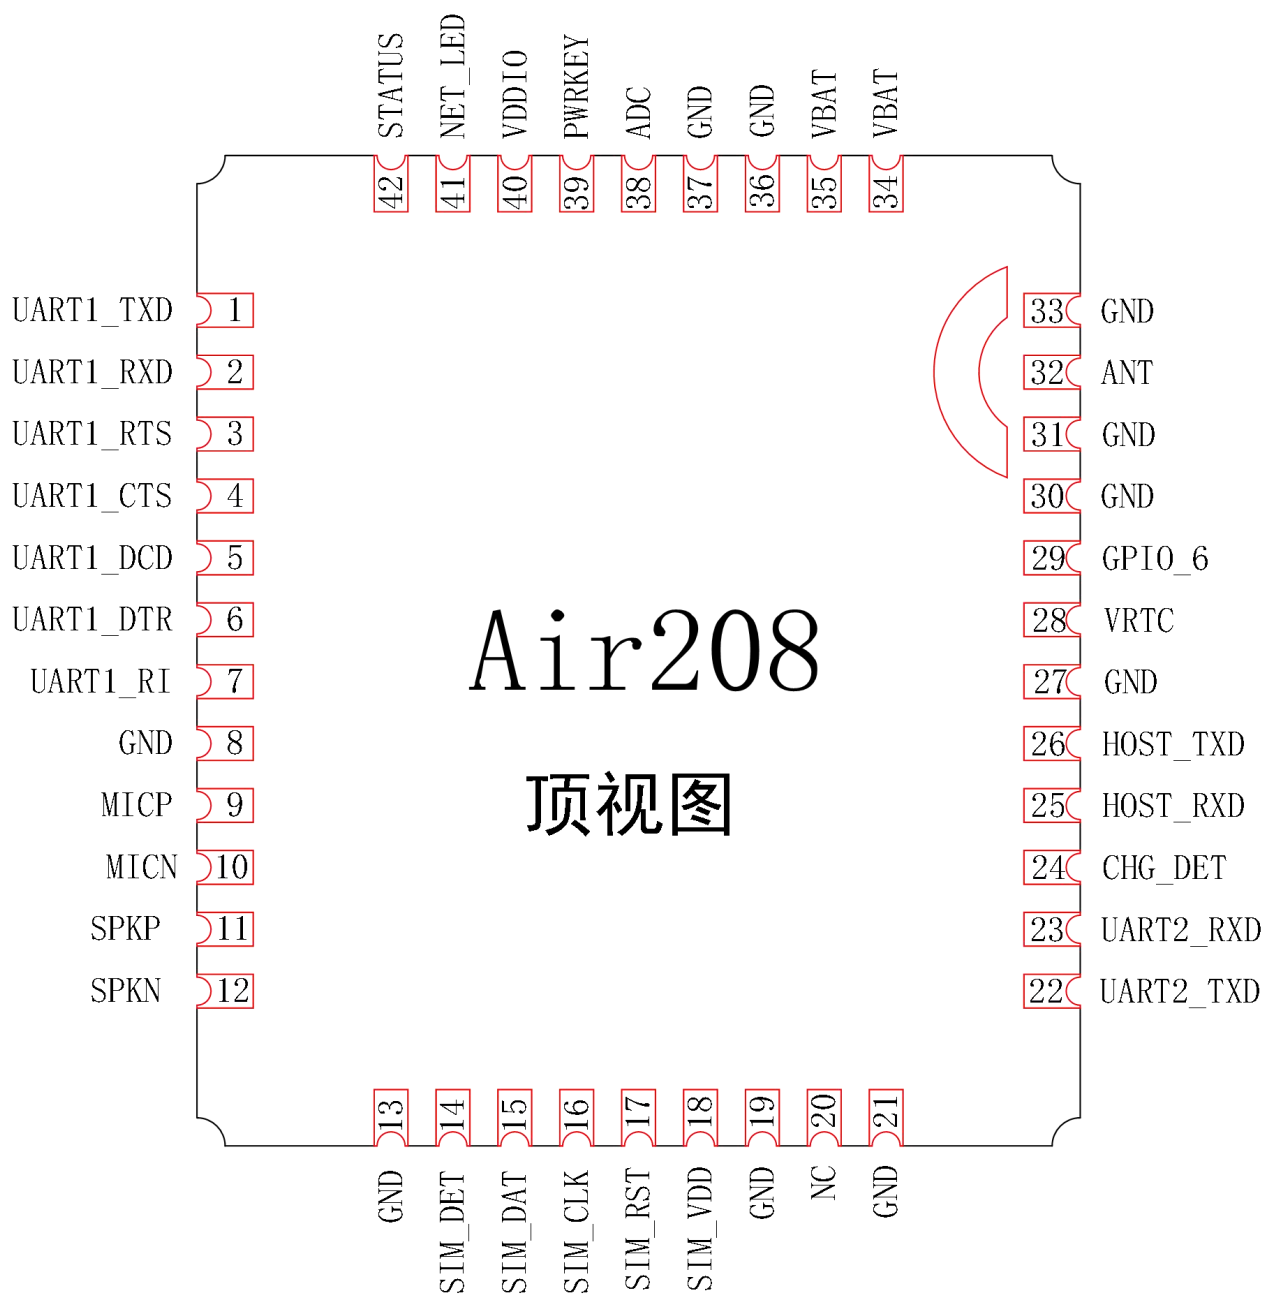 STATUS
NET_LED
VDDIO
PWRKEY
ADC
GND
GND
VBAT
VBAT
42
41
40
39
38
37
36
35
34
UART1_TXD 1
UART1_RXD 2
UART1_RTS 3
UART1_CTS 4
UART1_DCD 5
UART1_DTR 6
UART1_RI 7
GND 8
MICP 9
MICN 10
SPKP 11
SPKN 12
Air208
顶视图
33 GND
32 ANT
31 GND
30 GND
29 GPIO_6
28 VRTC
27 GND
26 HOST_TXD
25 HOST_RXD
24 CHG_DET
23 UART2_RXD
22 UART2_TXD
13
14
15
16
17
18
19
20
21
GND
SIM_DET
SIM_DAT
SIM_CLK
SIM_RST
SIM_VDD
GND
NC
GND